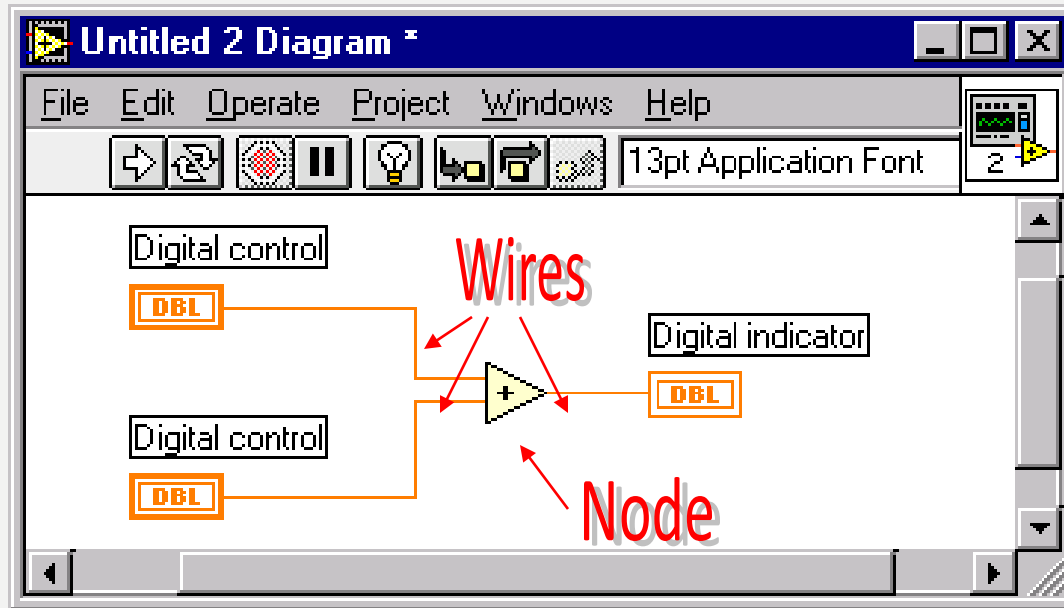 Untitled 2 Diagram *
File Edit Operate Project Windows Help
13pt Application Font
2
Digital control
Wires
DBL
Digital indicator
+
DBL
Digital control
DBL
Node